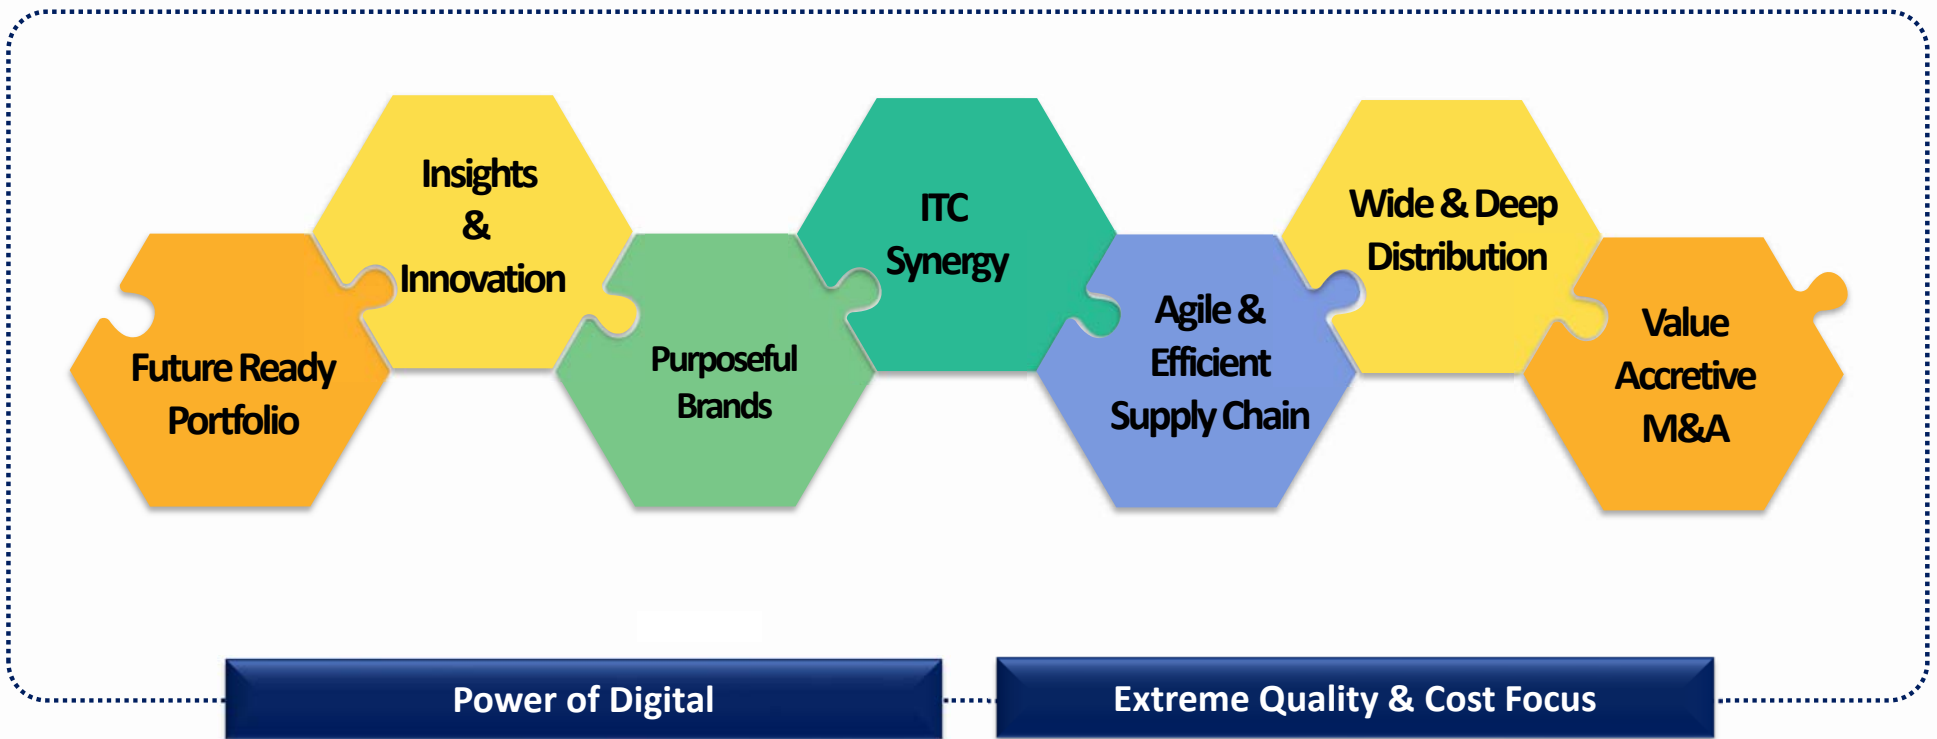 Future Ready
Portfolio
Insights
&
Innovation
Purposeful
Brands
ITC
Synergy
Agile &
Efficient
Supply Chain
Wide & Deep
Distribution
Value
Accretive
M&A
Power of Digital
Extreme Quality & Cost Focus